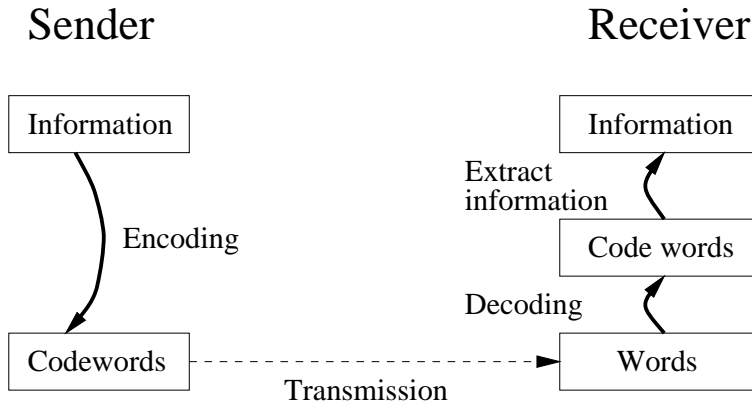 Sender
Receiver
Information
Information
Extract
information
Encoding
Code words
Decoding
Codewords
Words
Transmission